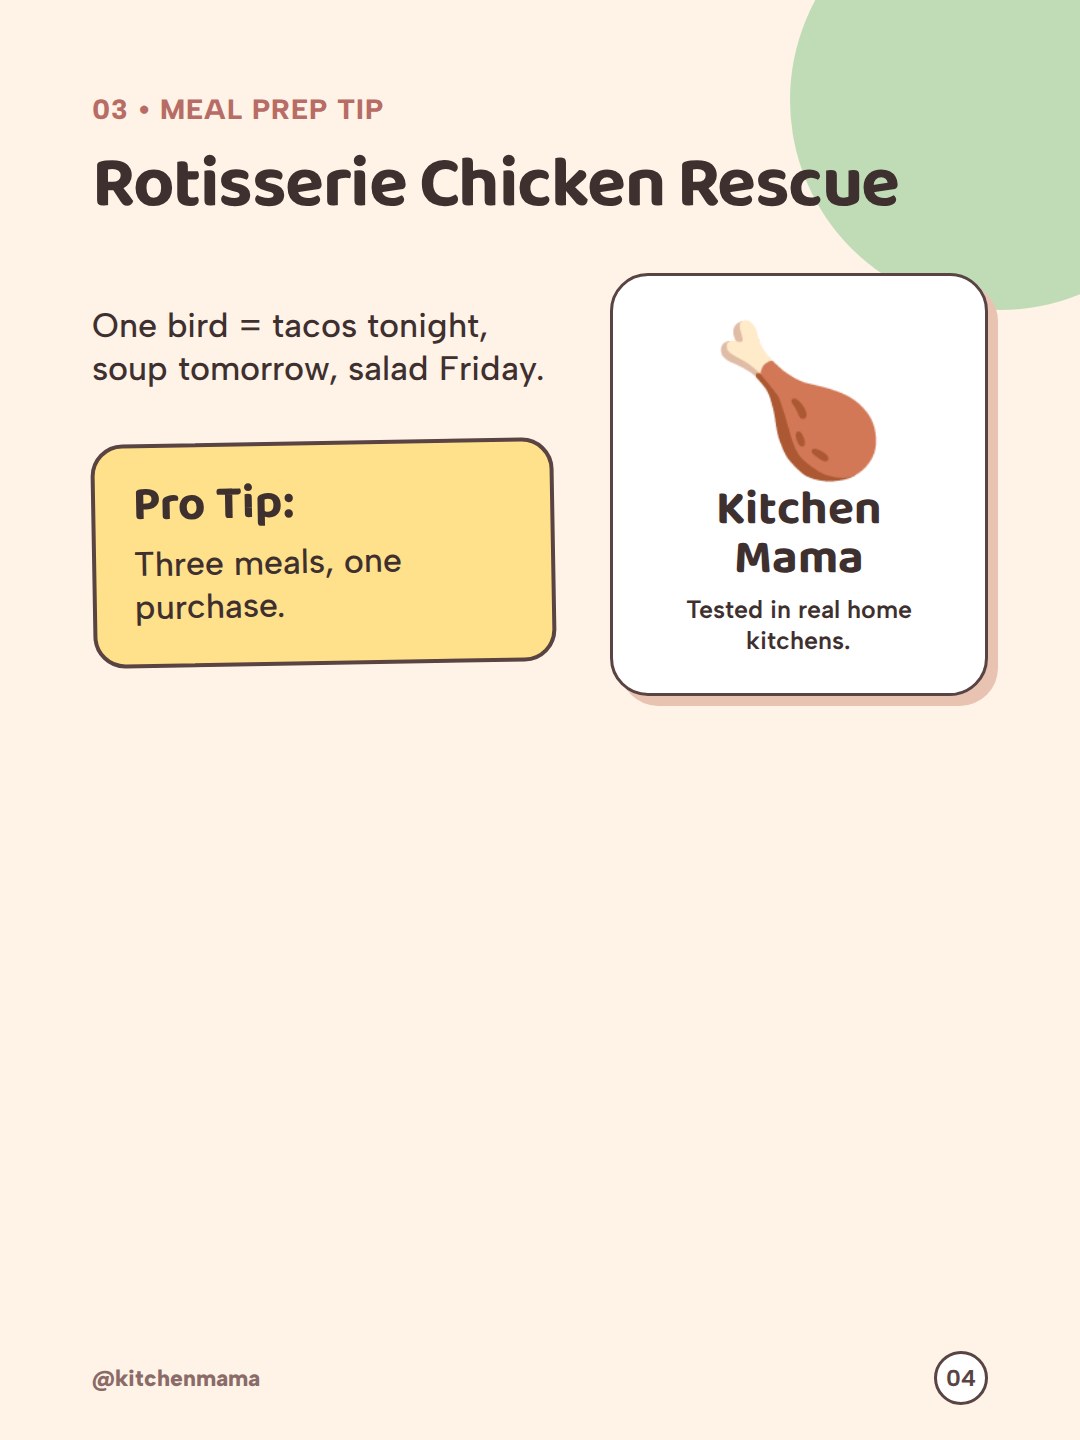 03 • MEAL PREP TIP
Rotisserie Chicken Rescue
One bird = tacos tonight,
soup tomorrow, salad Friday.
Pro Tip:
Three meals, one
purchase.
Kitchen
Mama
Tested in real home
kitchens.
@kitchenmama
04